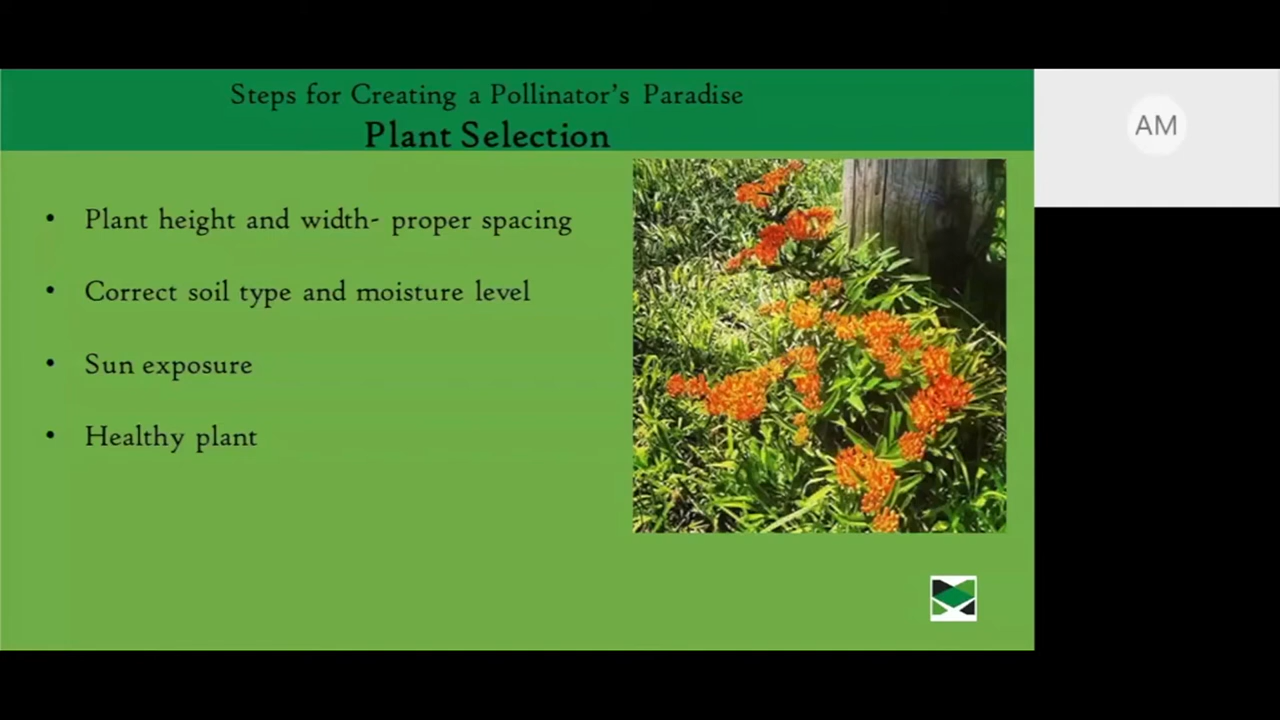 Steps for Creating a Pollinator's Paradise
Plant Selection
• Plant height and width- proper spacing
• Correct soil type and moisture level
• Sun exposure
• Healthy plant
AM